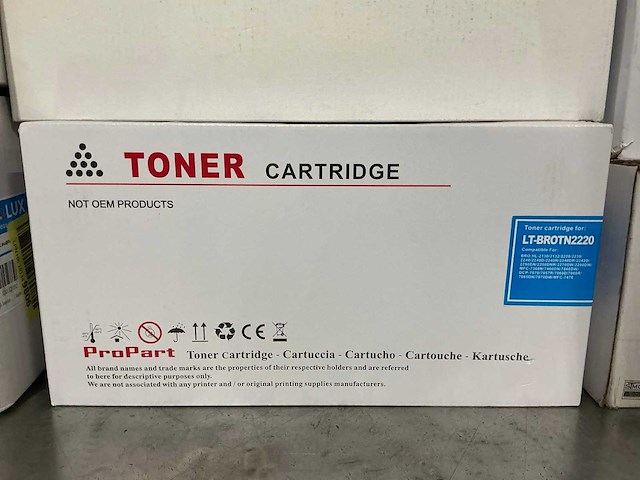 TONER CARTRIDGE
NOT OEM PRODUCTS
Toner cartridge for:
LT-BROTN2220
Compatible For:
CE
ProPart Toner Cartridge - Cartuccia - Cartucho - Cartouche - Kartusche
All brand names and trade marks are the properties of their respective holders and are referred
to here for descriptive purposes only.
We are not associated with any printer and / or original printing supplies manufacturers.
LUX